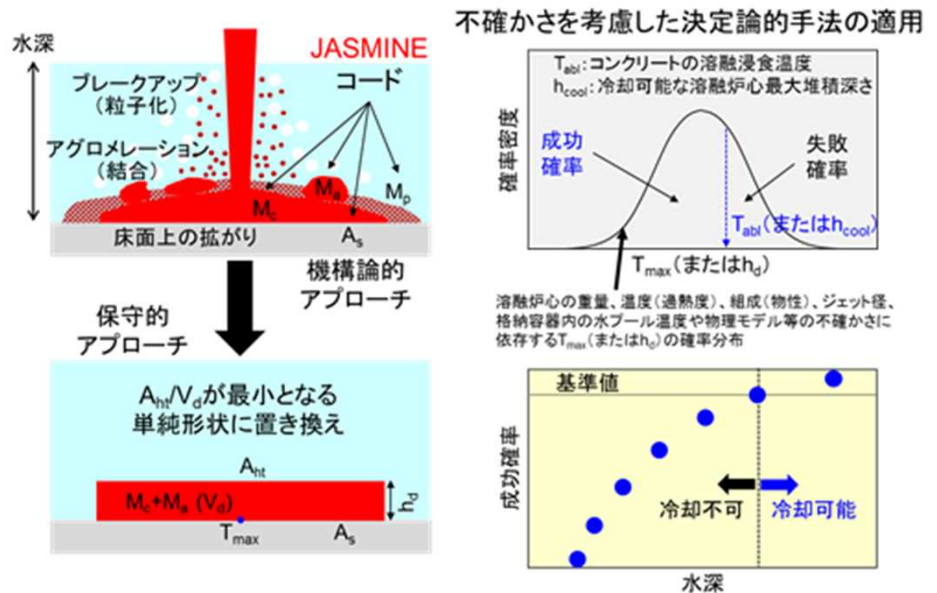 不確かさを考慮した決定論的手法の適用
水深
JASMINE
コード
ブレークアップ
(粒子化)
アグロメレーション
(結合)
Ma
Mp
Mc
床面上の拡がり
As
機構論的
アプローチ
保守的
アプローチ
Aht/Vdが最小となる
単純形状に置き換え
Aht
Mc+Ma (Vd)
hd
Tmax
As
Tabl:コンクリートの溶融浸食温度
hcool:冷却可能な溶融炉心最大堆積深さ
確率密度
成功
確率
失敗
確率
Tabl(またはhcool)
Tmax(またはhd)
溶融炉心の重量、温度(過熱度)、組成(物性)、ジェット径、
格納容器内の水プール温度や物理モデル等の不確かさに
依存するTmax(またはhd)の確率分布
基準値
成功確率
冷却不可
冷却可能
水深